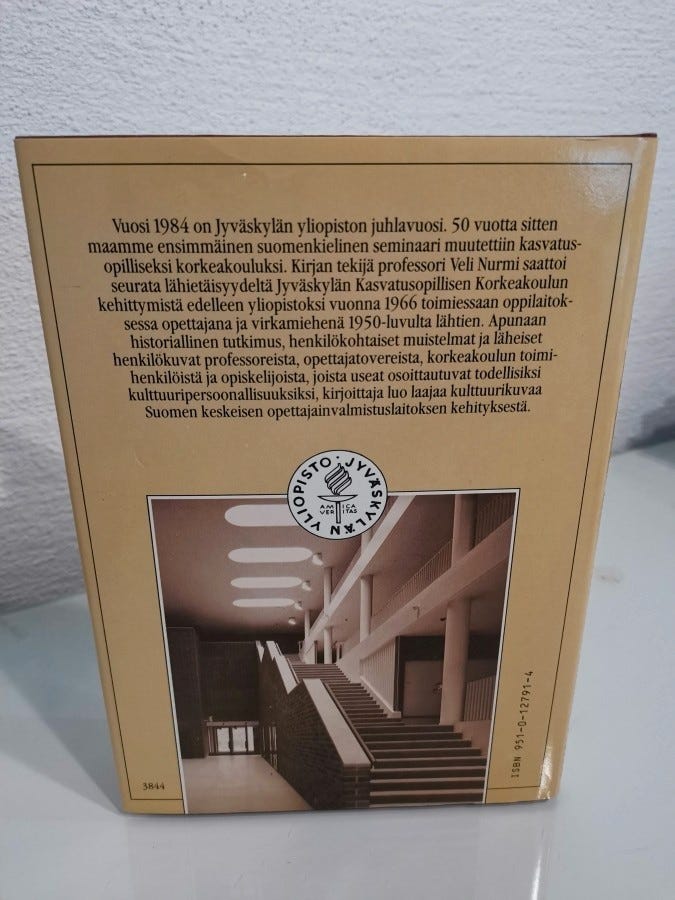 Vuosi 1984 on Jyväskylän yliopiston juhlavuosi. 50 vuotta sitten
maamme ensimmäinen suomenkielinen seminaari muutettiin kasvatus-
opilliseksi korkeakouluksi. Kirjan tekijä professori Veli Nurmi saattoi
seurata lähietäisyydeltä Jyväskylän Kasvatusopillisen Korkeakoulun
kehittymistä edelleen yliopistoksi vuonna 1966 toimiessaan oppilaitok-
sessa opettajana ja virkamiehenä 1950-luvulta lähtien. Apunaan
historiallinen tutkimus, henkilökohtaiset muistelmat ja läheiset
henkilökuvat professoreista, opettajatovereista, korkeakoulun toimi-
henkilöistä ja opiskelijoista, joista useat osoittautuvat todellisiksi
kulttuuripersoonallisuuksiksi, kirjoittaja luo laajaa kulttuurikuvaa
Suomen keskeisen opettajainvalmistuslaitoksen kehityksestä.
JYVÄSKYLÄN YLIOPISTO
AMICA
VERITAS
ISBN 951-0-12791-4
3844